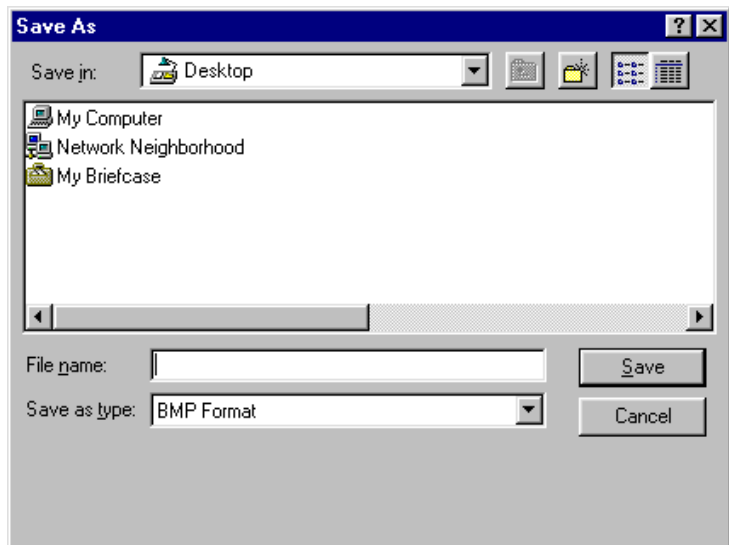 Save As
Save in: Desktop
My Computer
Network Neighborhood
My Briefcase
File name: Save
Save as type: BMP Format Cancel